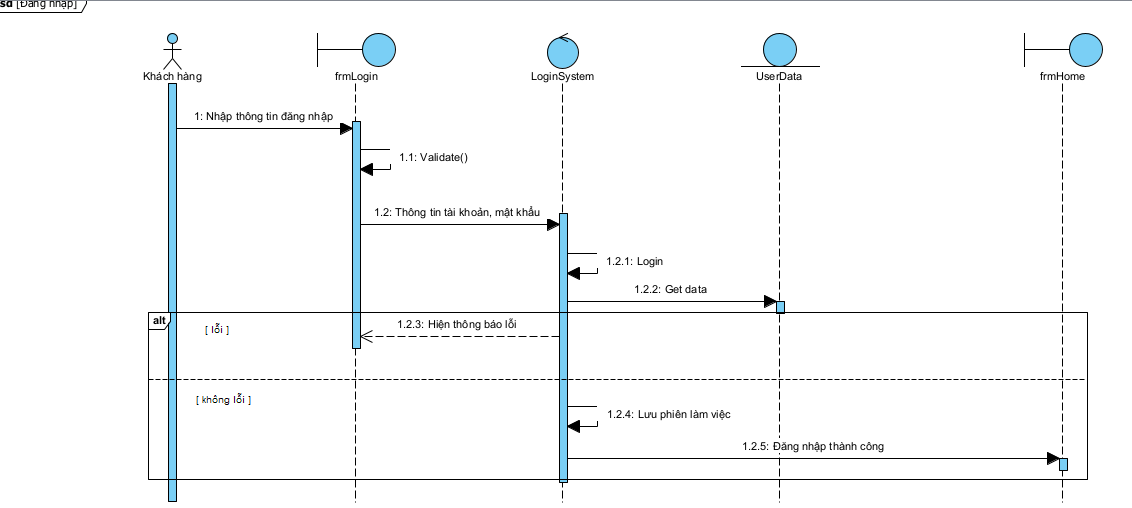 sd [Đăng nhập]
Khách hàng
frmLogin
LoginSystem
UserData
frmHome
1: Nhập thông tin đăng nhập
1.1: Validate()
1.2: Thông tin tài khoản, mật khẩu
1.2.1: Login
1.2.2: Get data
alt
[ lỗi ]
1.2.3: Hiện thông báo lỗi
[ không lỗi ]
1.2.4: Lưu phiên làm việc
1.2.5: Đăng nhập thành công